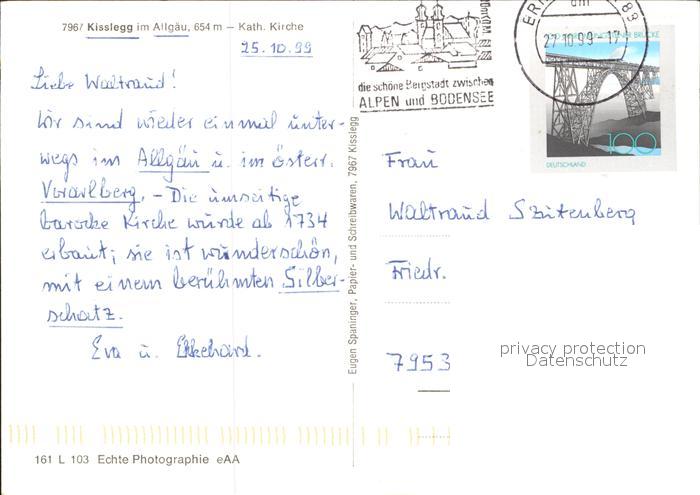 7967 Kisslegg im Allgäu, 654 m – Kath. Kirche
25.10.99
Liebe Waltraud!
Wir sind wieder einmal unter-
wegs im Allgäu u. im österr.
Vorarlberg. – Die umseitige
barocke Kirche wurde ab 1734
erbaut; sie ist wunderschön,
mit einem berühmten Silber-
schatz.
Eva u. Ekkehard.
161 L 103 Echte Photographie eAA
Eugen Spaninger, Papier- und Schreibwaren, 7967 Kisslegg
die schöne Bergstadt zwischen
ALPEN und BODENSEE
27.10.99-17
100
DEUTSCHLAND
Frau
Waltraud
Friedr.
7953
privacy protection
Datenschutz